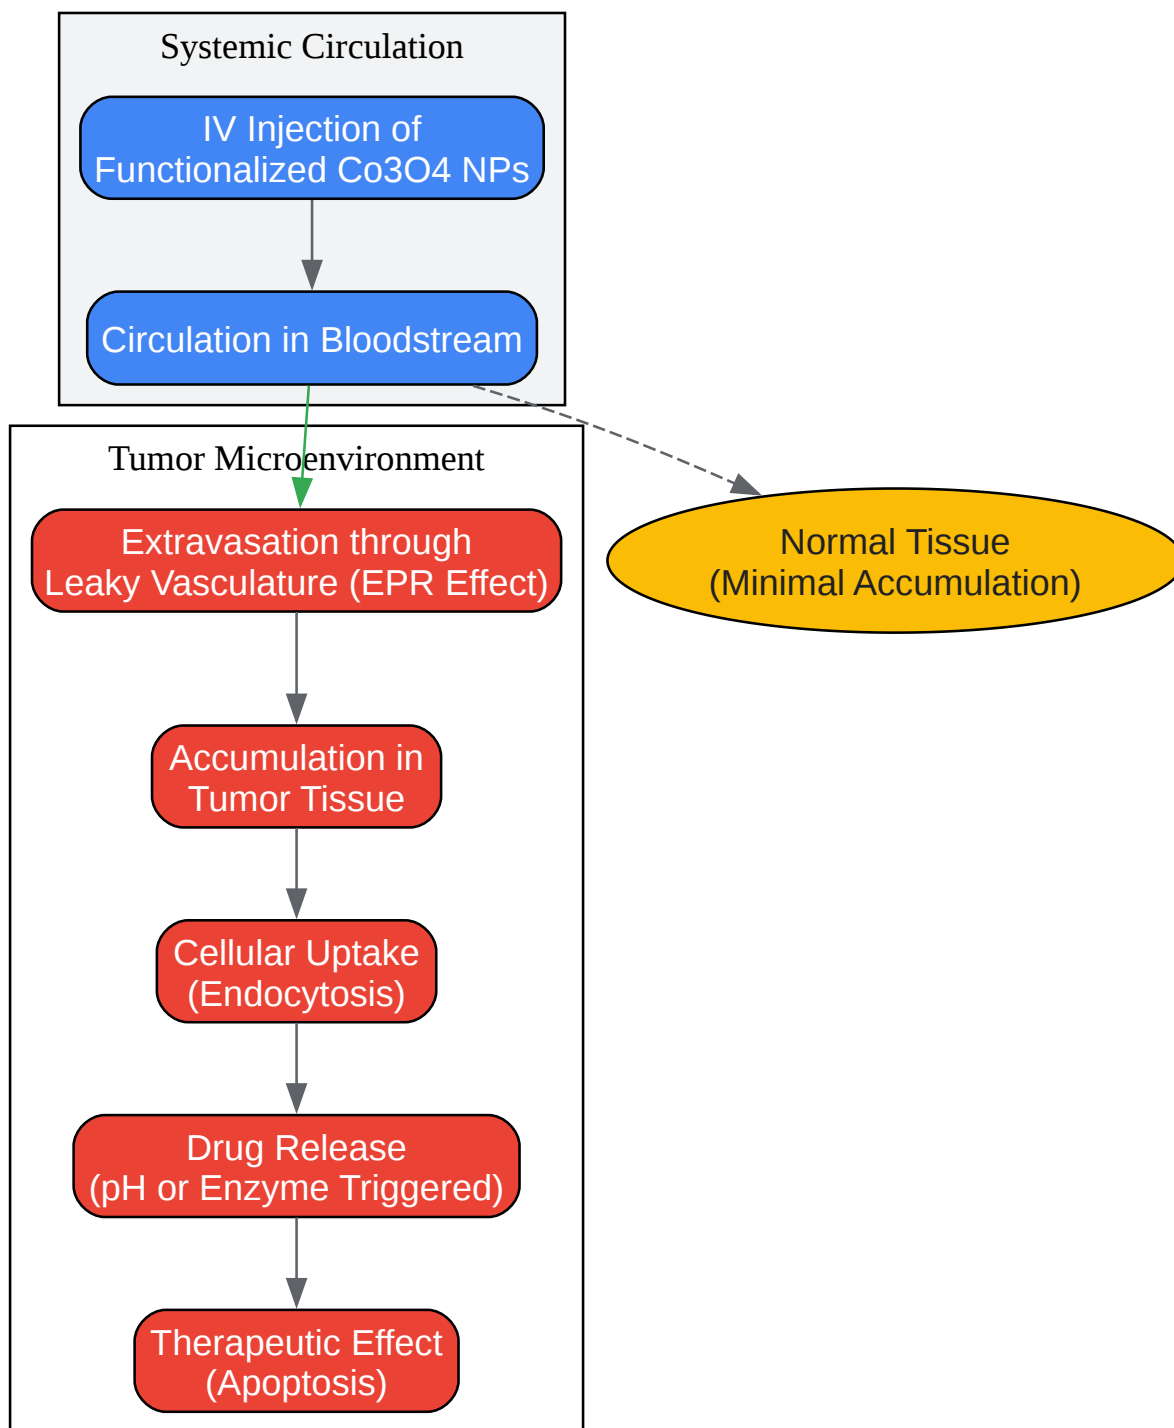 Systemic Circulation
IV Injection of
Functionalized Co3O4 NPs
Circulation in Bloodstream
Tumor Microenvironment
Extravasation through
Leaky Vasculature (EPR Effect)
Normal Tissue
(Minimal Accumulation)
Accumulation in
Tumor Tissue
Cellular Uptake
(Endocytosis)
Drug Release
(pH or Enzyme Triggered)
Therapeutic Effect
(Apoptosis)